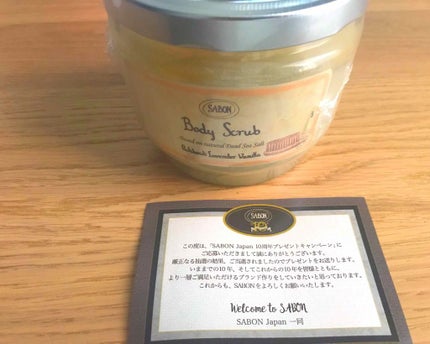 SABON
Body Scrub
Based on natural Dead Sea Salt
Patchouli Lavender Vanilla
SABON
10
この度は、「SABON Japan 10周年プレゼントキャンペーン」に
ご応募いただきまして誠にありがとうございます。
厳正なる抽選の結果、ご当選されましたのでプレゼントをお送りします。
いままでの10年、そしてこれからの10年を皆様とともに、
より一層ご満足いただけるブランド作りをしていきたいと思っております。
これからも、SABONをよろしくお願いいたします。
Welcome to SABON
SABON Japan 一同